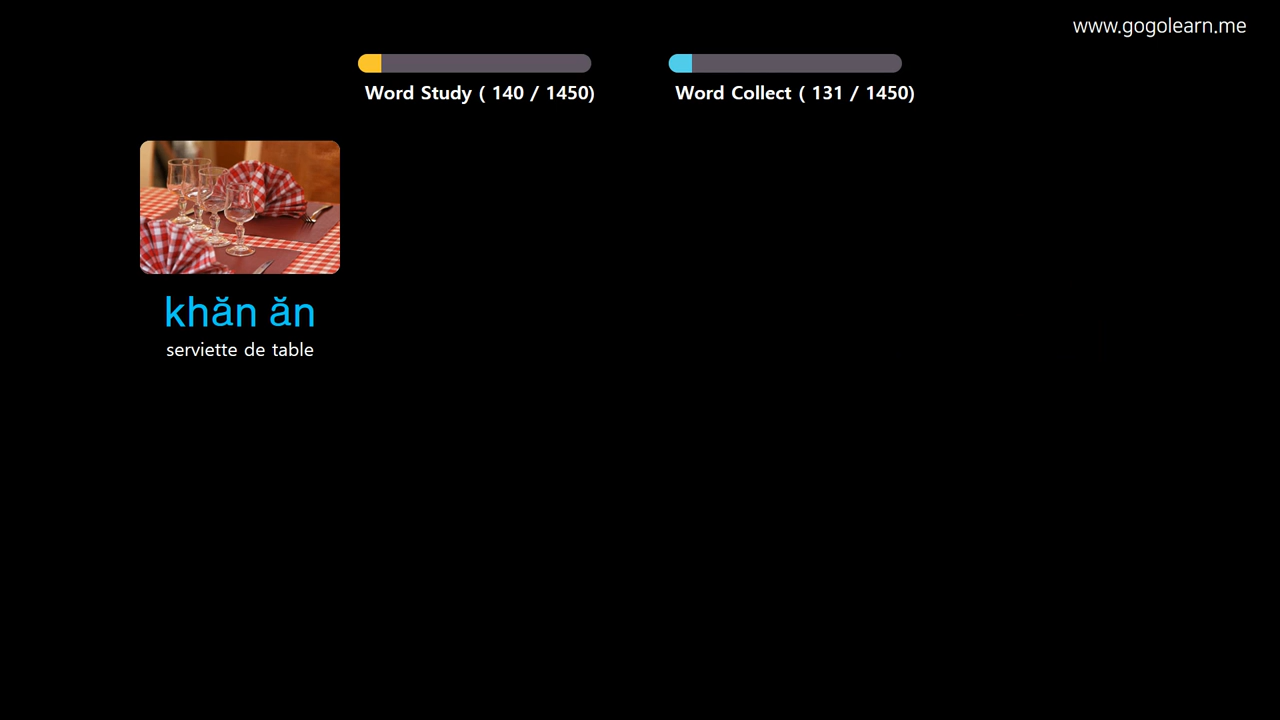 www.gogolearn.me
Word Study ( 140 / 1450)
Word Collect ( 131 / 1450)
khăn ăn
serviette de table